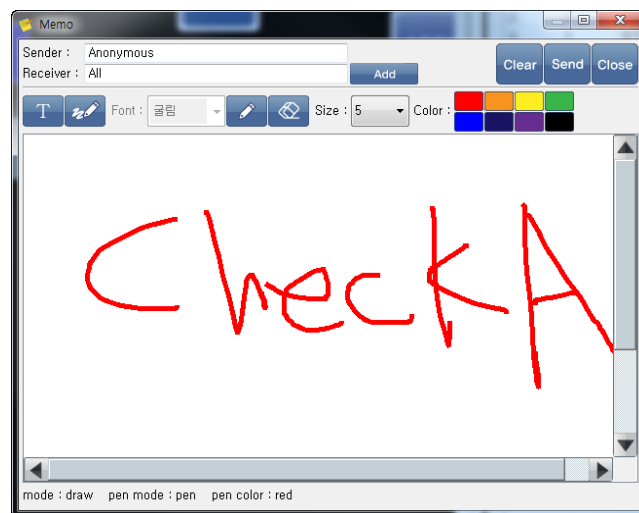 Memo
Sender : Anonymous
Receiver : All Add
Clear Send Close
T Font : 굴림 Size : 5 Color :
CheckA
mode : draw pen mode : pen pen color : red